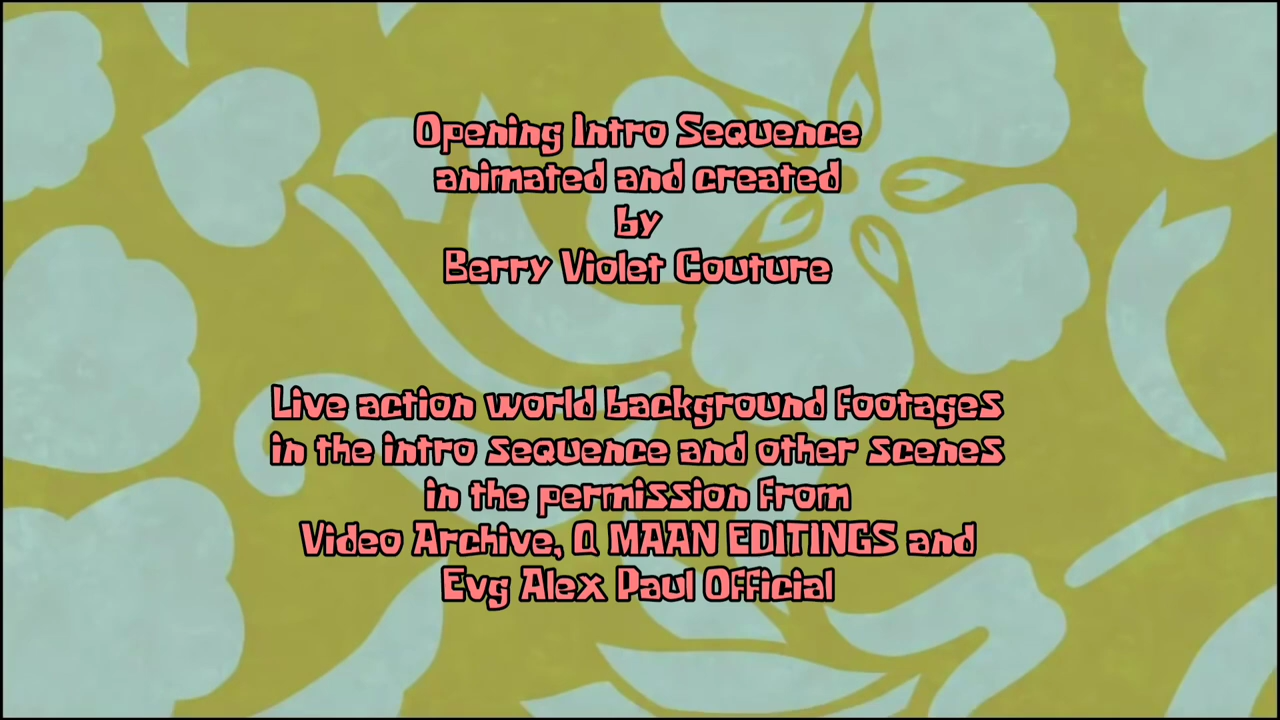 Opening Intro Sequence
animated and created
by
Berry Violet Couture
Live action world background footages
in the intro sequence and other scenes
in the permission from
Video Archive, Q MAAN EDITINGS and
Evg Alex Paul Official